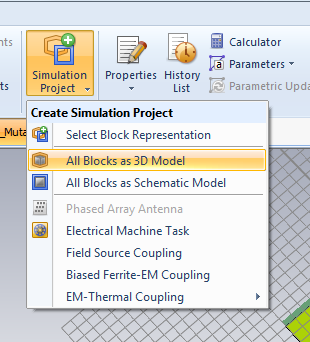 Calculator
Simulation Project
Properties
History List
Parameters
Parametric Upda
nts
ts
_Muta
Create Simulation Project
Select Block Representation
All Blocks as 3D Model
All Blocks as Schematic Model
Phased Array Antenna
Electrical Machine Task
Field Source Coupling
Biased Ferrite-EM Coupling
EM-Thermal Coupling